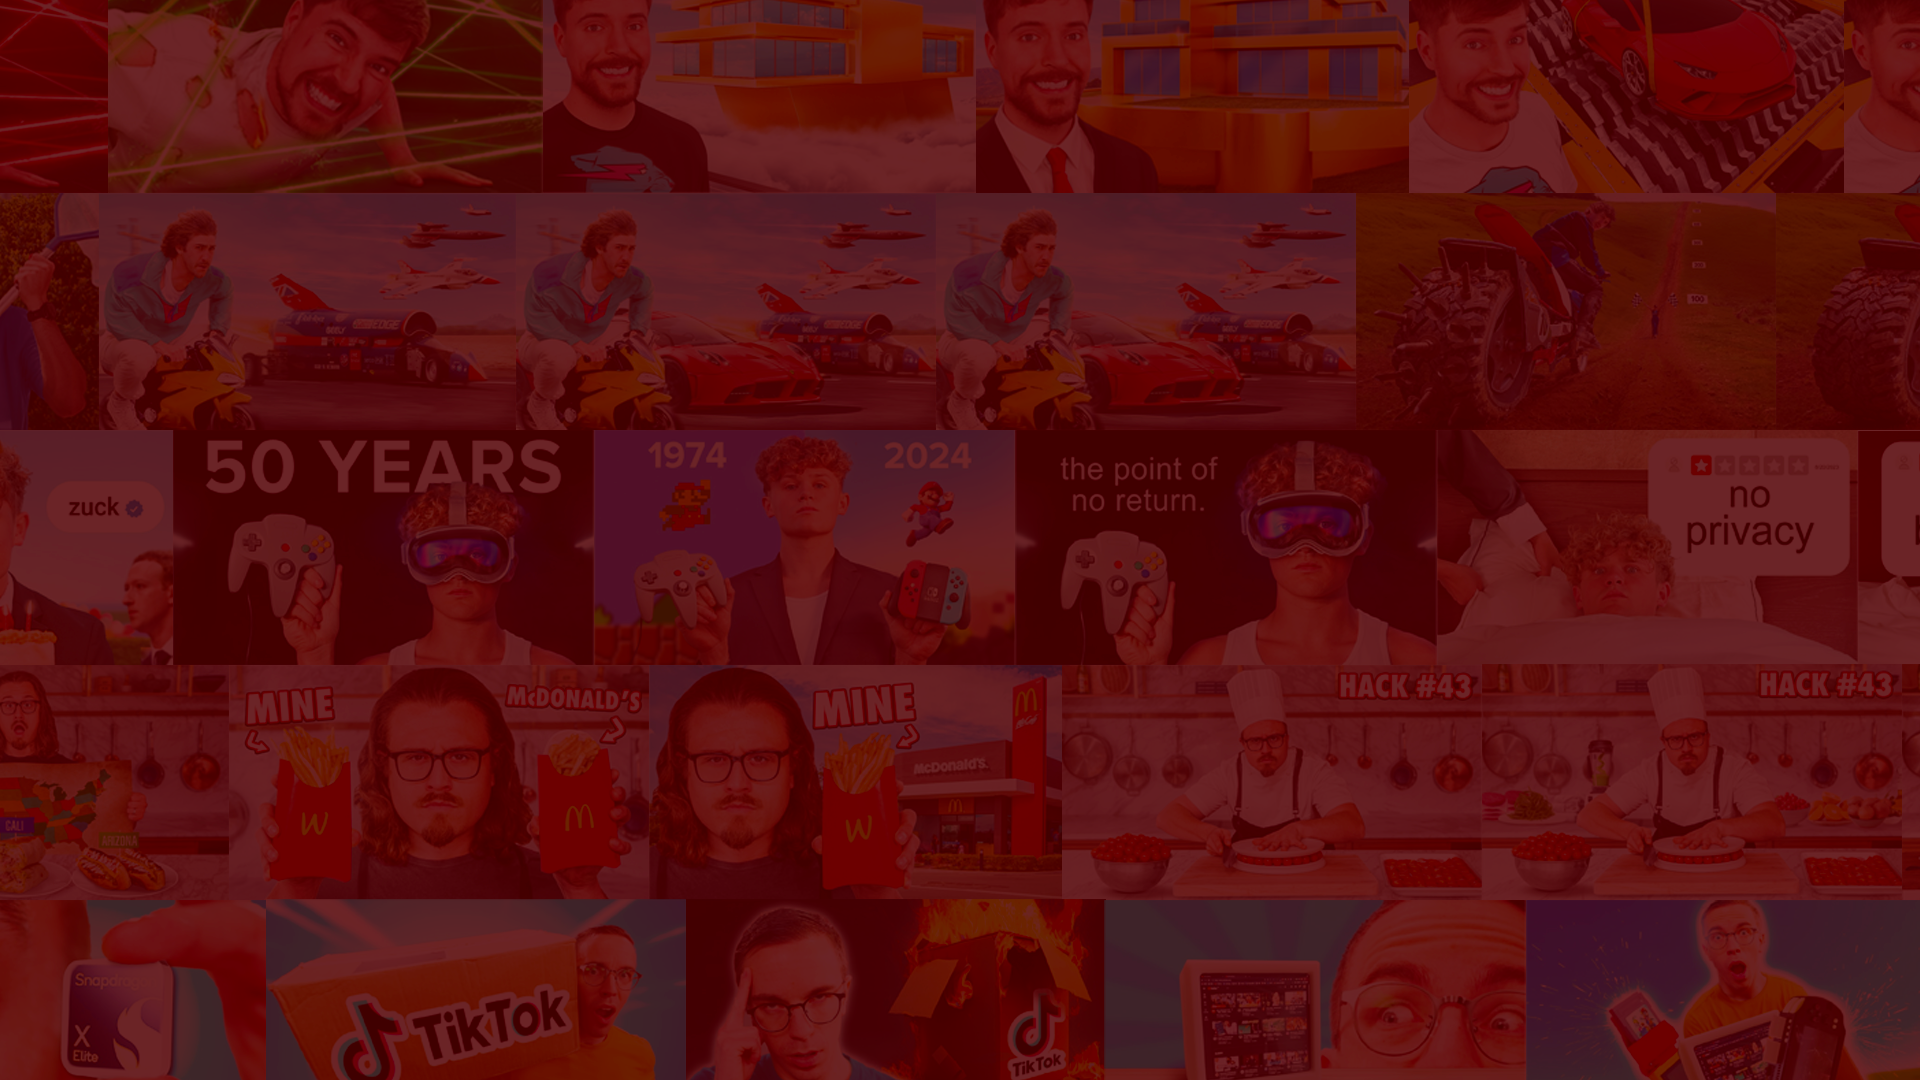 100
zuck
50 YEARS
1974
2024
the point of
no return.
no
privacy
MINE
McDONALD'S
MINE
McDonald's
HACK #43
HACK #43
CALI
ARIZONA
W
W
X
Elite
TikTok
TikTok